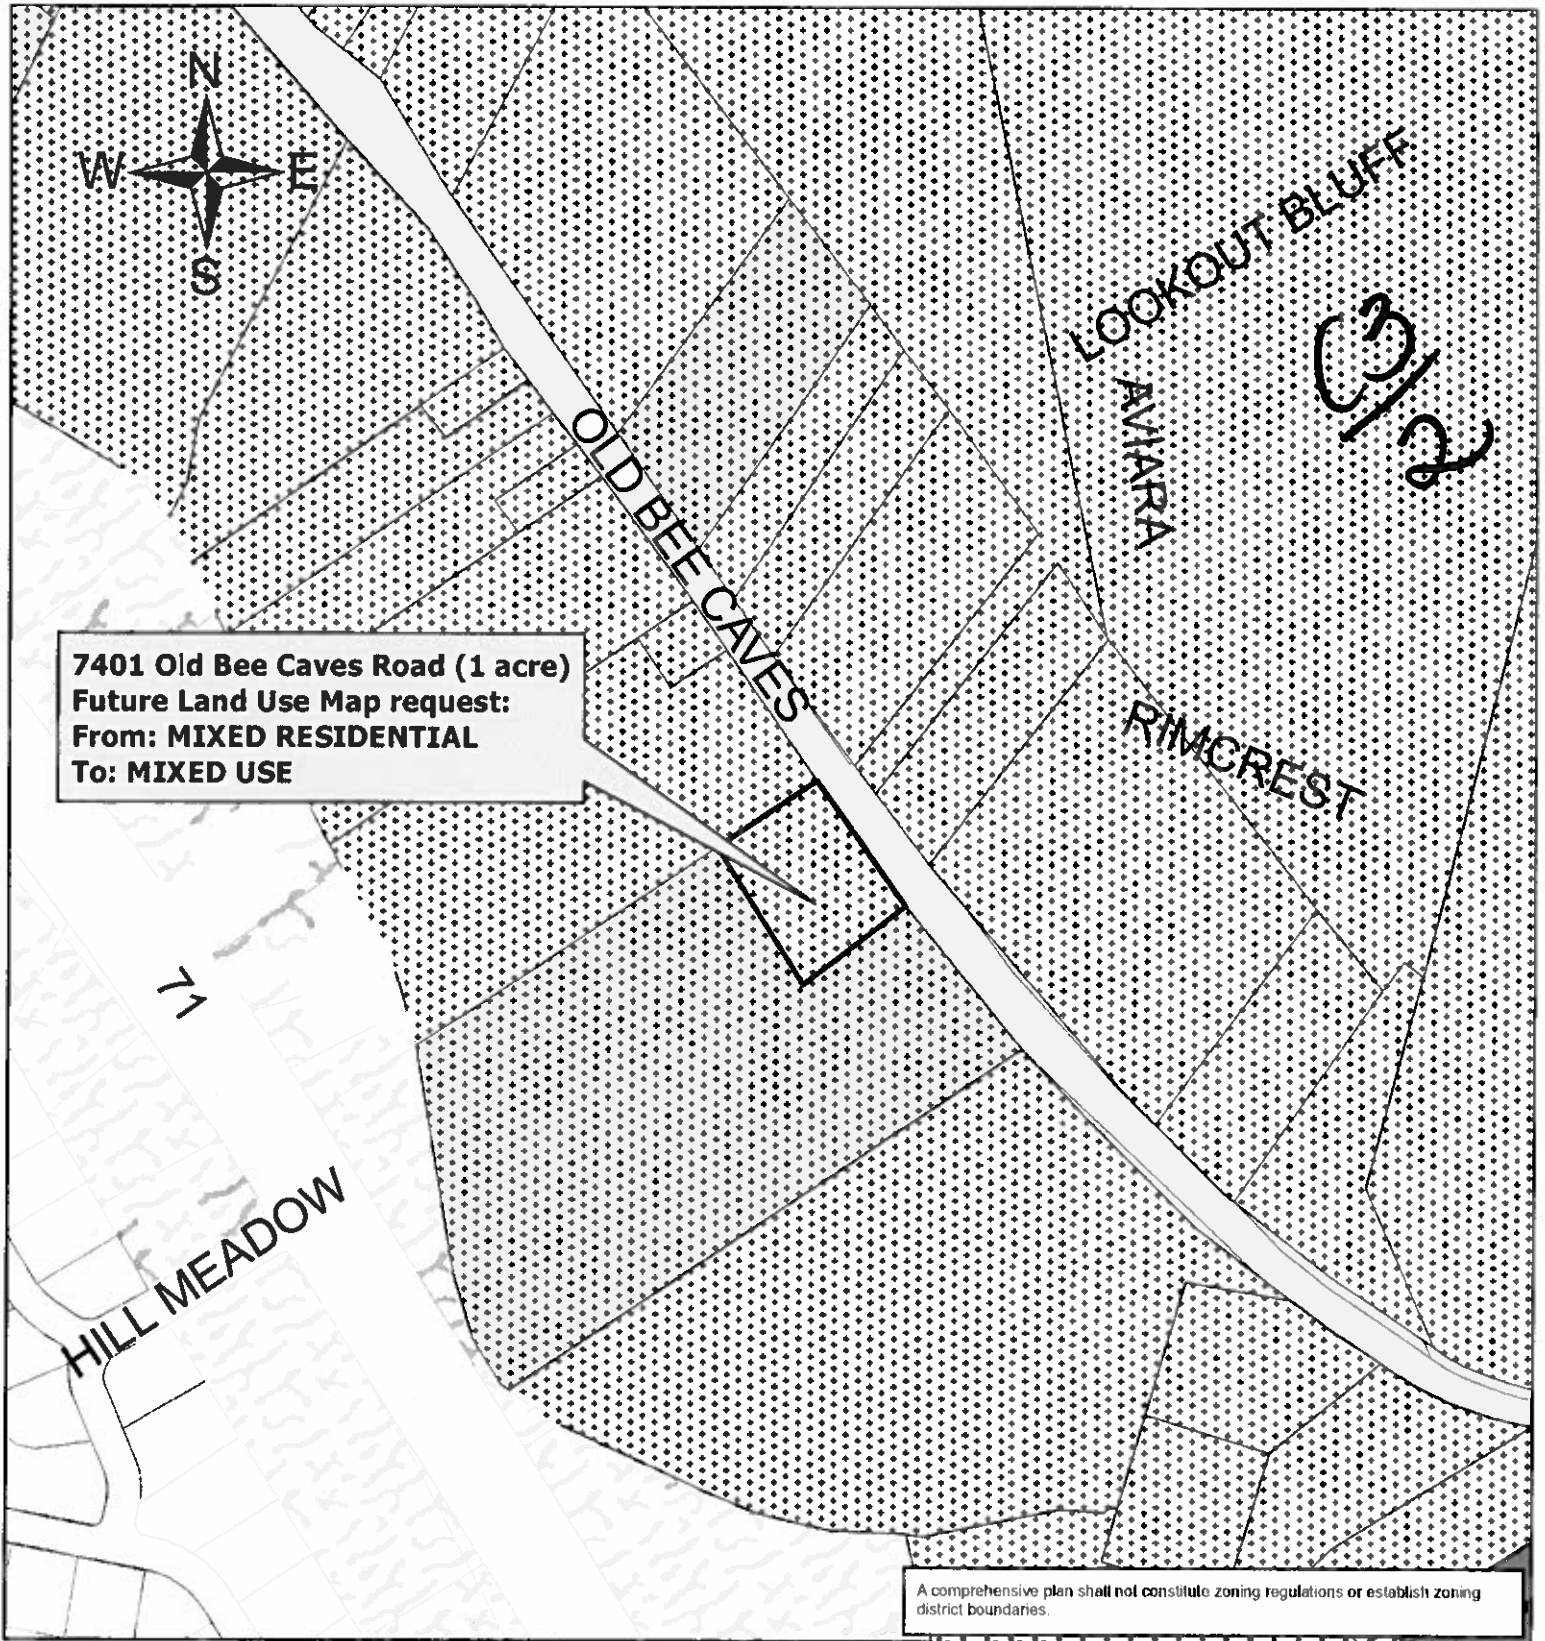 N
W E
S
LOOKOUT BLUFF
C3/2
AVIARA
OLD BEE CAVES
7401 Old Bee Caves Road (1 acre)
Future Land Use Map request:
From: MIXED RESIDENTIAL
To: MIXED USE
RIMCREST
71
HILL MEADOW
A comprehensive plan shall not constitute zoning regulations or establish zoning
district boundaries.